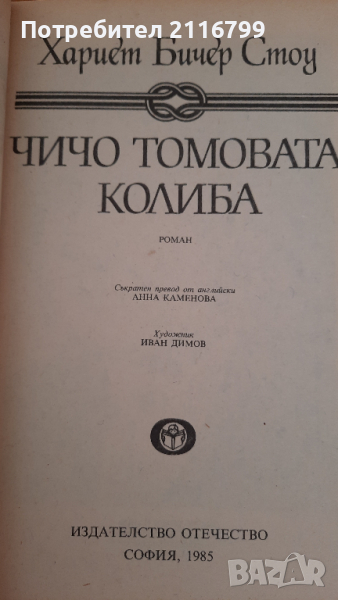 Потребител 2116799
Хариет Бичер Стоу
ЧИЧО ТОМОВАТА
КОЛИБА
РОМАН
Съкратен превод от английски
АННА КАМЕНОВА
Художник
ИВАН ДИМОВ
ИЗДАТЕЛСТВО ОТЕЧЕСТВО
СОФИЯ, 1985
BAZAR